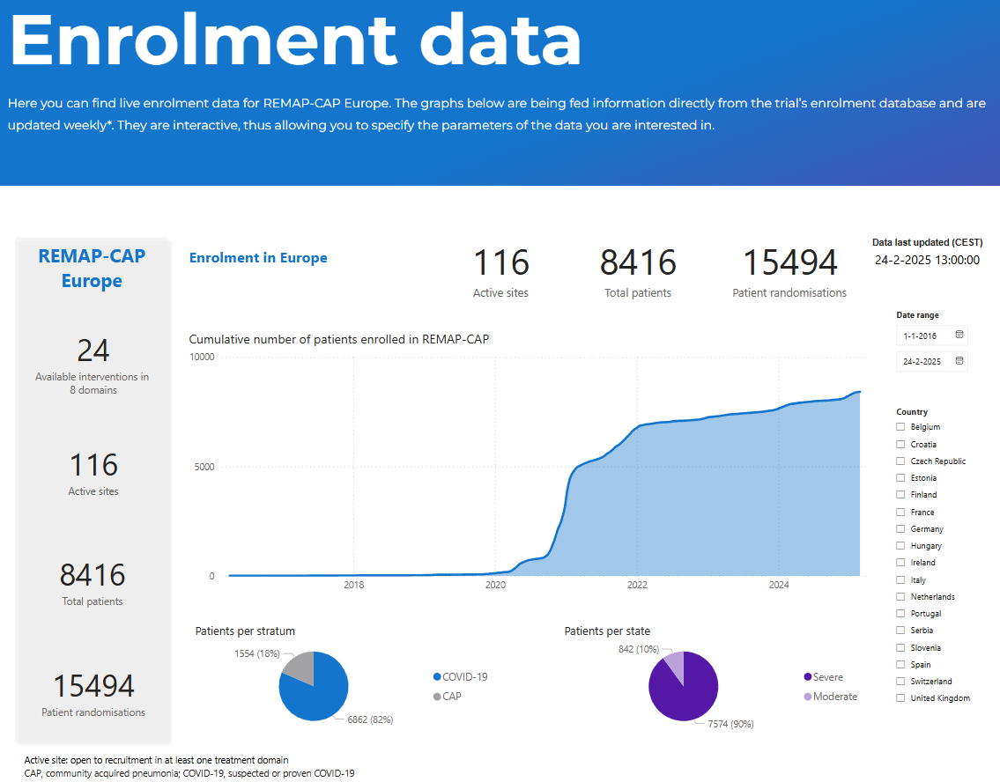 Enrolment data
Here you can find live enrolment data for REMAP-CAP Europe. The graphs below are being fed information directly from the trial's enrolment database and are
updated weekly*. They are interactive, thus allowing you to specify the parameters of the data you are interested in.
REMAP-CAP
Europe
24
Available interventions in
8 domains
116
Active sites
8416
Total patients
15494
Patient randomisations
Enrolment in Europe
116
Active sites
8416
Total patients
15494
Patient randomisations
Data last updated (CEST)
24-2-2025 13:00:00
Cumulative number of patients enrolled in REMAP-CAP
10000
5000
0
2018
2020
2022
2024
Date range
1-1-2016
24-2-2025
Country
Belgium
Croatia
Czech Republic
Estonia
Finland
France
Germany
Hungary
Ireland
Italy
Netherlands
Portugal
Serbia
Slovenia
Spain
Switzerland
United Kingdom
Patients per stratum
1554 (18%)
6862 (82%)
COVID-19
CAP
Patients per state
842 (10%)
7574 (90%)
Severe
Moderate
Active site: open to recruitment in at least one treatment domain
CAP, community acquired pneumonia; COVID-19, suspected or proven COVID-19